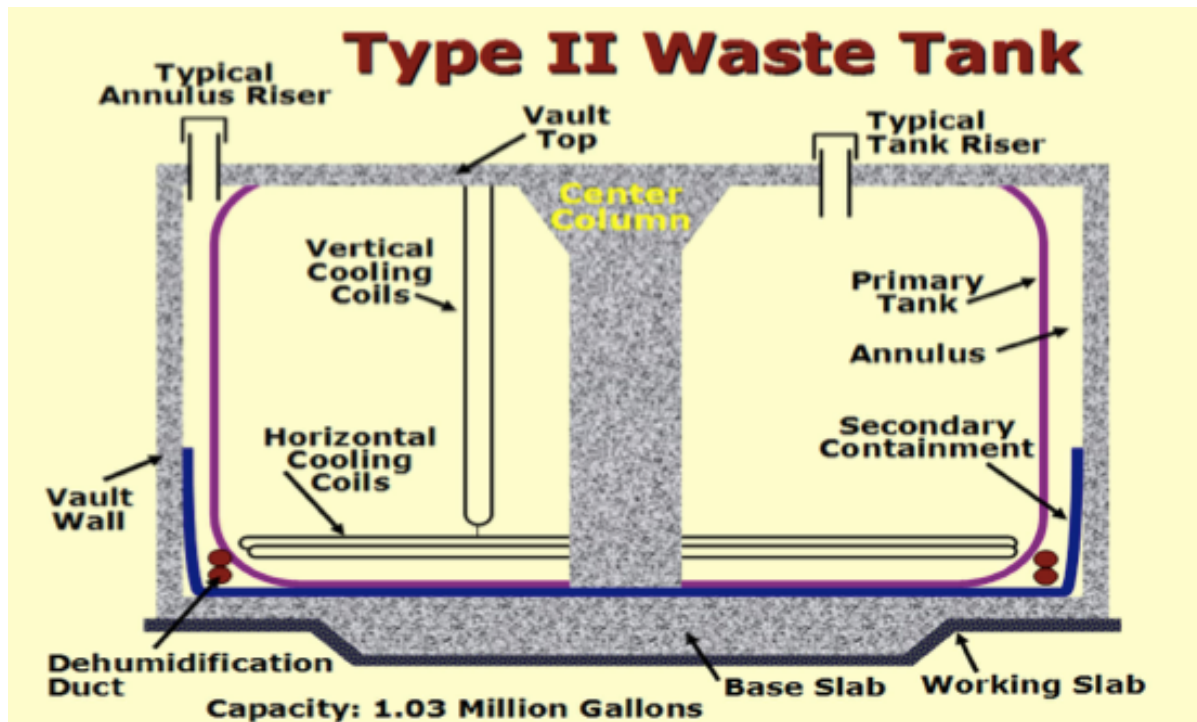 Type II Waste Tank
Typical
Annulus Riser
Vault
Top
Typical
Tank Riser
Center
Column
Vertical
Cooling
Coils
Primary
Tank
Annulus
Horizontal
Cooling
Coils
Secondary
Containment
Vault
Wall
Dehumidification
Duct
Base Slab
Working Slab
Capacity: 1.03 Million Gallons